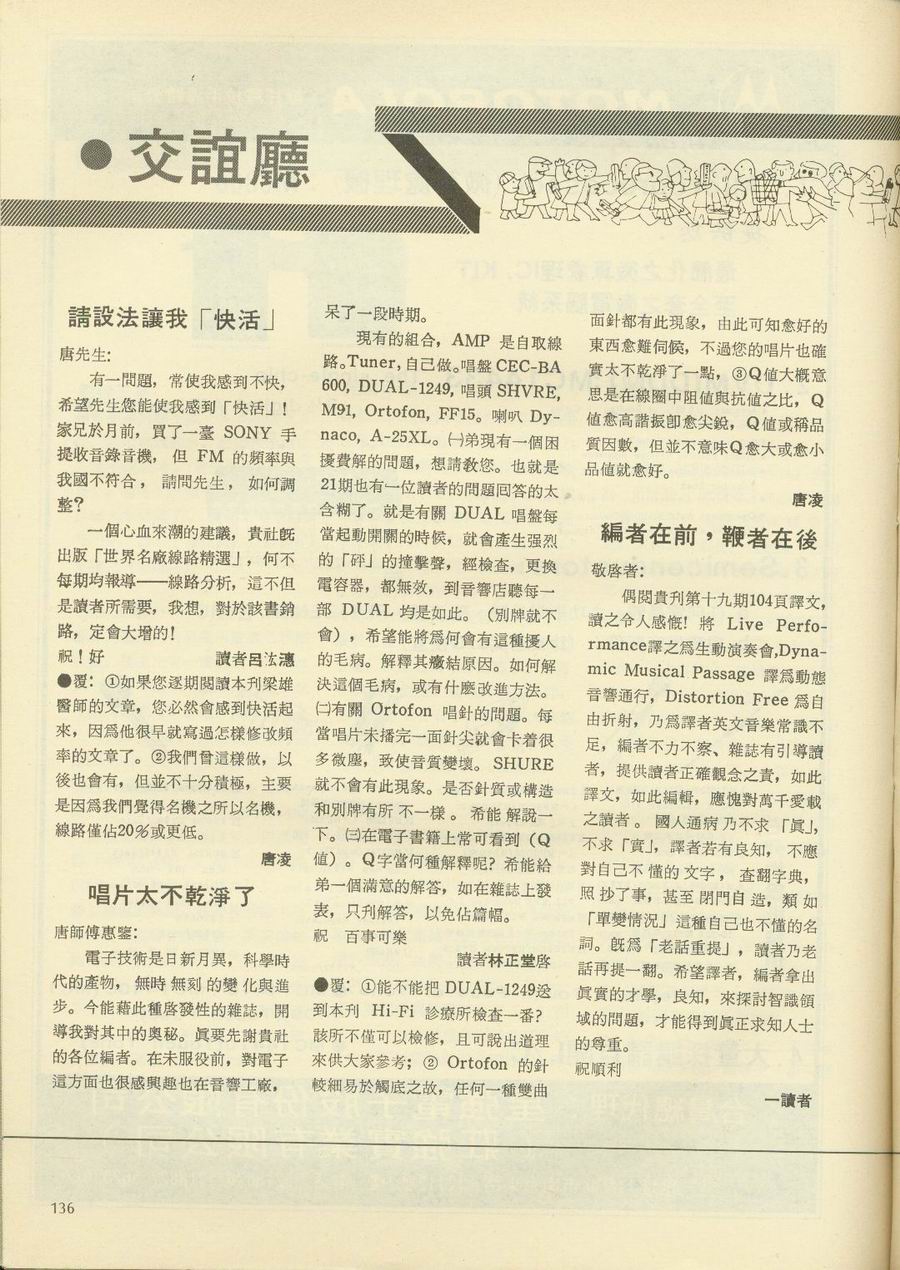 ●交誼廳
請設法讓我「快活」
唐先生：
有一問題，常使我感到不快，
希望先生您能使我感到「快活」！
家兄於月前，買了一臺 SONY 手
提收音錄音機，但 FM 的頻率與
我國不符合，請問先生，如何調
整？
一個心血來潮的建議，貴社旣
出版「世界名廠線路精選」，何不
每期均報導——線路分析，這不但
是讀者所需要，我想，對於該書銷
路，定會大增的！
祝！好 讀者呂汯潓
●覆：①如果您逐期閱讀本刋梁雄
醫師的文章，您必然會感到快活起
來，因爲他很早就寫過怎樣修改頻
率的文章了。②我們曾這樣做，以
後也會有，但並不十分積極，主要
是因爲我們覺得名機之所以名機，
線路僅佔20％或更低。
唐凌
唱片太不乾淨了
唐師傅惠鑒：
電子技術是日新月異，科學時
代的產物，無時無刻的變化與進
步。今能藉此種啓發性的雜誌，開
導我對其中的奧秘。眞要先謝貴社
的各位編者。在未服役前，對電子
這方面也很感興趣也在音響工廠，
呆了一段時期。
現有的組合，AMP 是自取線
路。Tuner，自己做。唱盤 CEC-BA
600, DUAL-1249, 唱頭 SHVRE,
M91, Ortofon, FF15。喇叭 Dy-
naco, A-25XL。㈠弟現有一個困
擾費解的問題，想請敎您。也就是
21期也有一位讀者的問題囘答的太
含糊了。就是有關 DUAL 唱盤每
當起動開關的時候，就會產生强烈
的「砰」的撞擊聲，經檢查，更換
電容器，都無效，到音響店聽每一
部 DUAL 均是如此。（別牌就不
會），希望能將爲何會有這種擾人
的毛病。解釋其癥結原因。如何解
決這個毛病，或有什麼改進方法。
㈡有關 Ortofon 唱針的問題。每
當唱片未播完一面針尖就會卡着很
多微塵，致使音質變壞。SHURE
就不會有此現象。是否針質或構造
和別牌有所不一樣。希能解說一
下。㈢在電子書籍上常可看到（Q
値）。Q字當何種解釋呢？希能給
弟一個滿意的解答，如在雜誌上發
表，只刋解答，以免佔篇幅。
祝　百事可樂
讀者林正堂啓
●覆：①能不能把 DUAL-1249送
到本刋 Hi-Fi 診療所檢查一番？
該所不僅可以檢修，且可說出道理
來供大家參考；② Ortofon 的針
較細易於觸底之故，任何一種雙曲
面針都有此現象，由此可知愈好的
東西愈難伺候，不過您的唱片也確
實太不乾淨了一點，③Q値大概意
思是在線圈中阻値與抗値之比，Q
値愈高諧振卽愈尖銳，Q値或稱品
質因數，但並不意味Q愈大或愈小
品値就愈好。
唐凌
編者在前，鞭者在後
敬啓者：
偶閱貴刋第十九期104頁譯文，
讀之令人感慨！將 Live Perfo-
rmance譯之爲生動演奏會,Dyna-
mic Musical Passage 譯爲動態
音響通行，Distortion Free 爲自
由折射，乃爲譯者英文音樂常識不
足，編者不力不察、雜誌有引導讀
者，提供讀者正確觀念之責，如此
譯文，如此編輯，應愧對萬千愛載
之讀者。國人通病乃不求「眞」，
不求「實」，譯者若有良知，不應
對自己不懂的文字，查翻字典，
照抄了事，甚至閉門自造，類如
「單變情況」這種自己也不懂的名
詞。旣爲「老話重提」，讀者乃老
話再提一翻。希望譯者，編者拿出
眞實的才學，良知，來探討智識領
域的問題，才能得到眞正求知人士
的尊重。
祝順利
一讀者
136